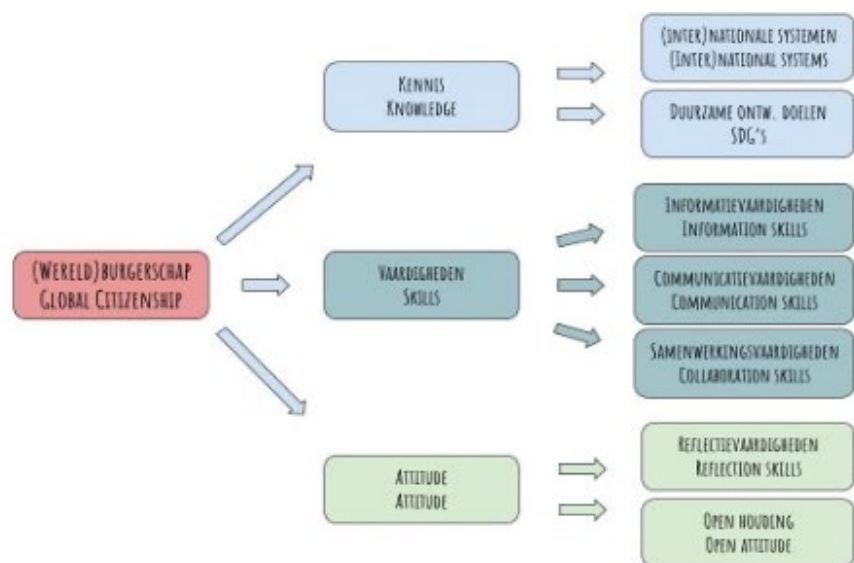 (Inter)nationale systemen
(Inter)national systems
Kennis
Knowledge
Duurzame ontw. doelen
SDG's
Informatievaardigheden
Information skills
(Wereld)burgerschap
Global Citizenship
Vaardigheden
Skills
Communicatievaardigheden
Communication skills
Samenwerkingsvaardigheden
Collaboration skills
Attitude
Attitude
Reflectievaardigheden
Reflection skills
Open houding
Open attitude